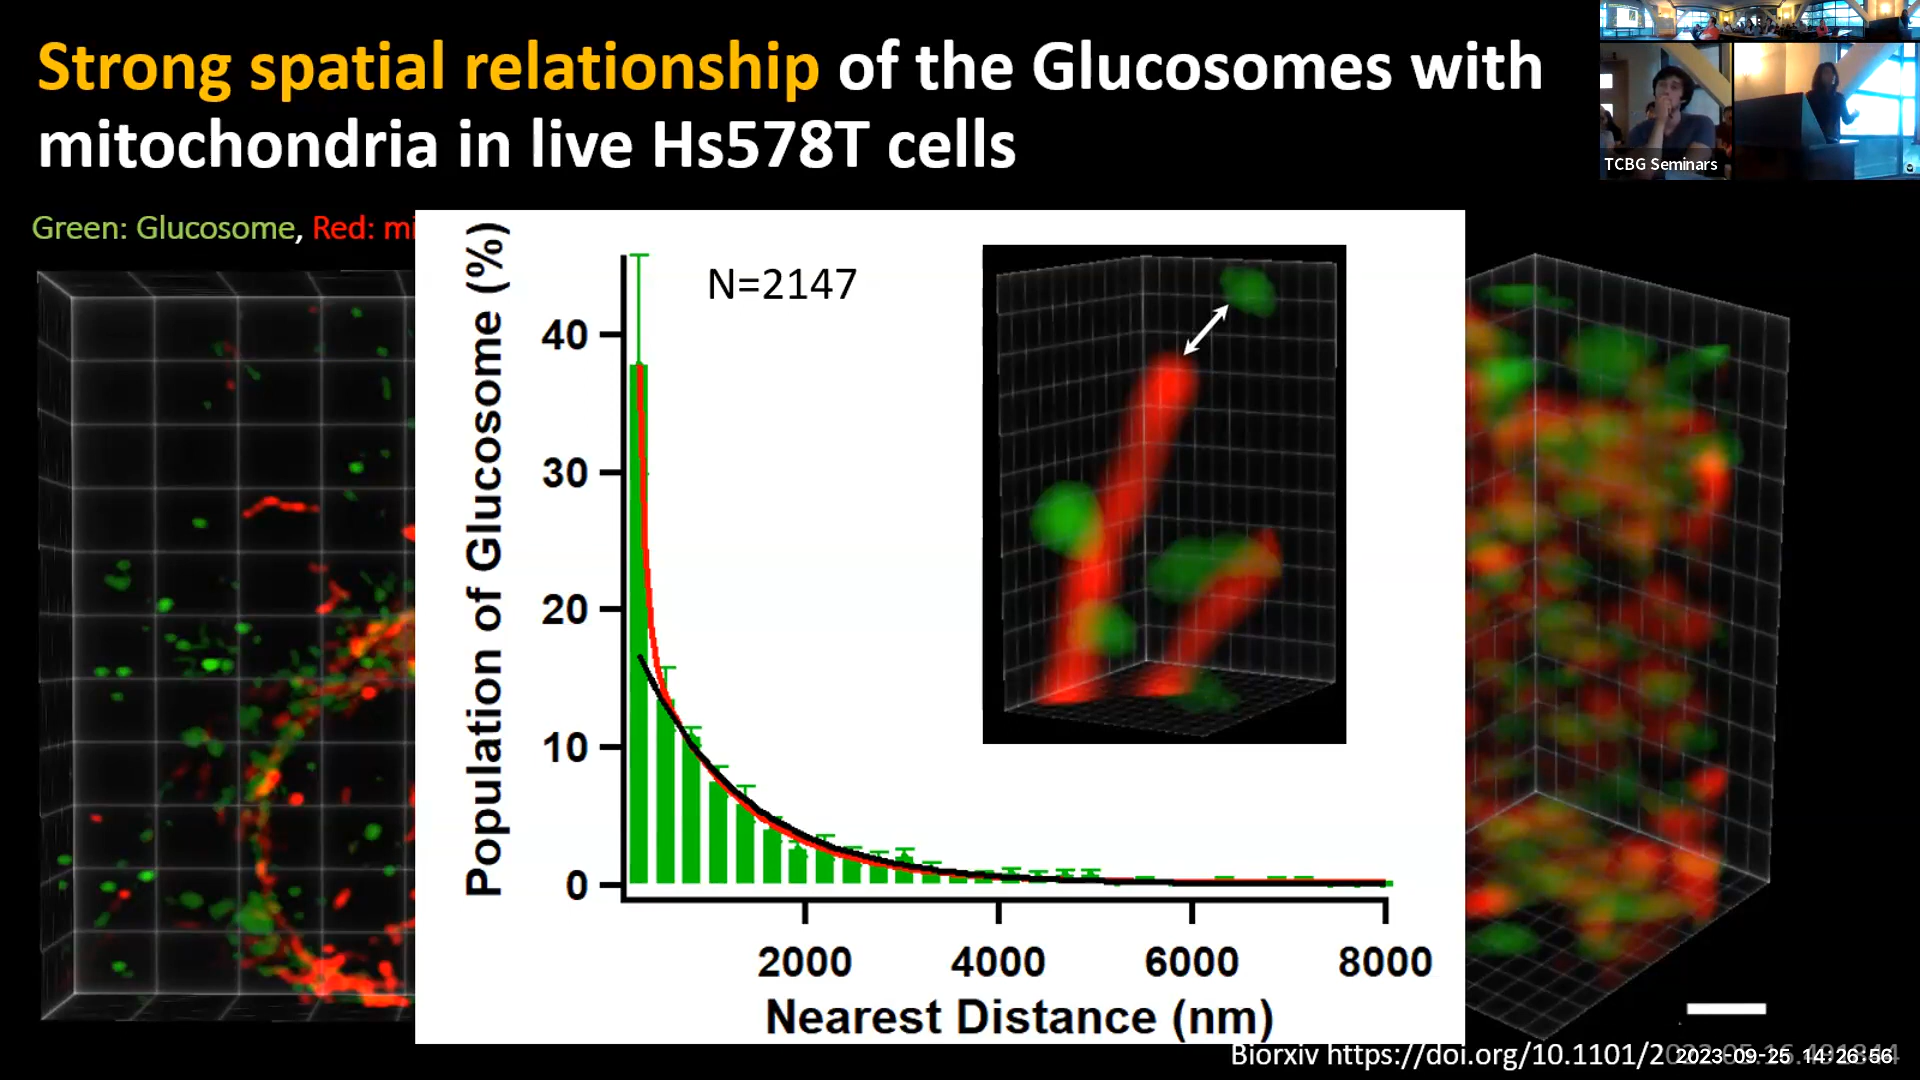 Strong spatial relationship of the Glucosomes with
mitochondria in live Hs578T cells
TCBG Seminars
Green: Glucosome, Red: mi
Population of Glucosome (%)
N=2147
40
30
20
10
0
2000 4000 6000 8000
Nearest Distance (nm)
Biorxiv https://doi.org/10.1101/2
2023-09-25 14:26:56